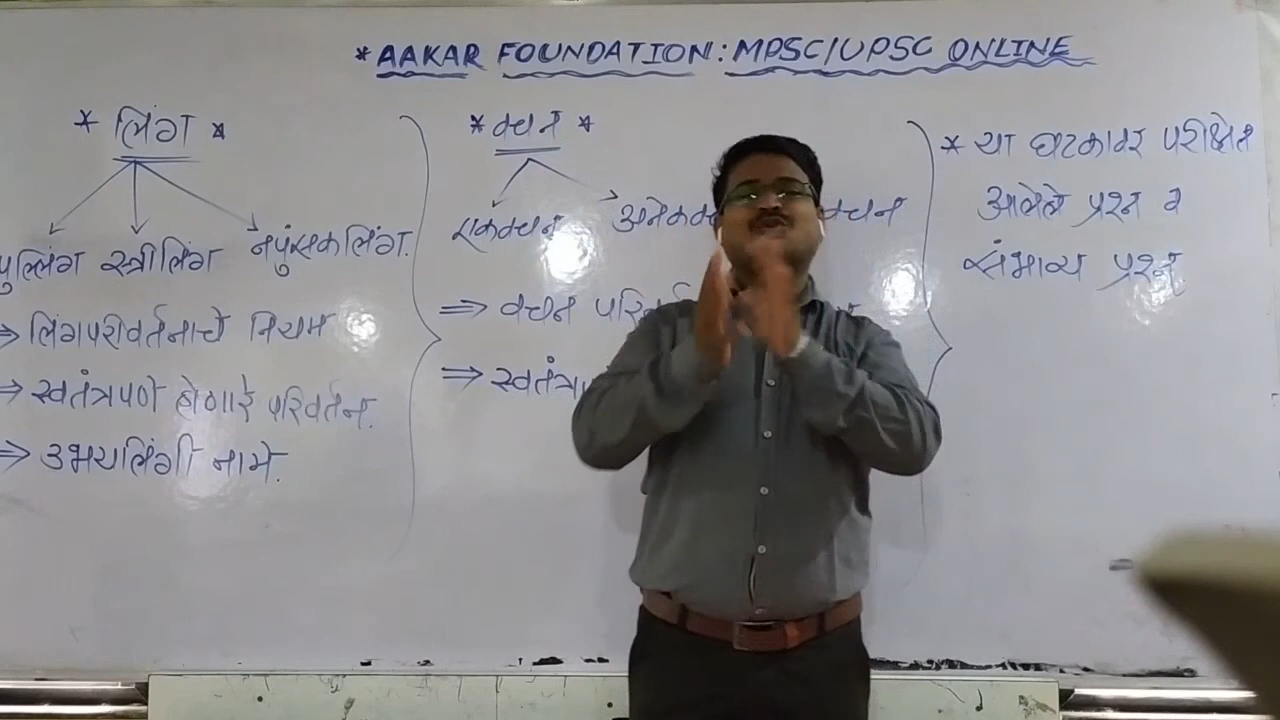 * AAKAR FOUNDATION: MPSC/UPSC ONLINE
* लिंग *
पुल्लिंग स्त्रीलिंग नपुंसकलिंग.
⇒ लिंगपरीवर्तनाचे नियम
⇒ स्वतंत्रपणे होणारे परिवर्तन.
⇒ उभयलिंगी नामे.
* वचन *
एकवचन
⇒ वचन
* या घटकावर परीक्षेत
आलेले प्रश्न व
संभाव्य प्रश्न